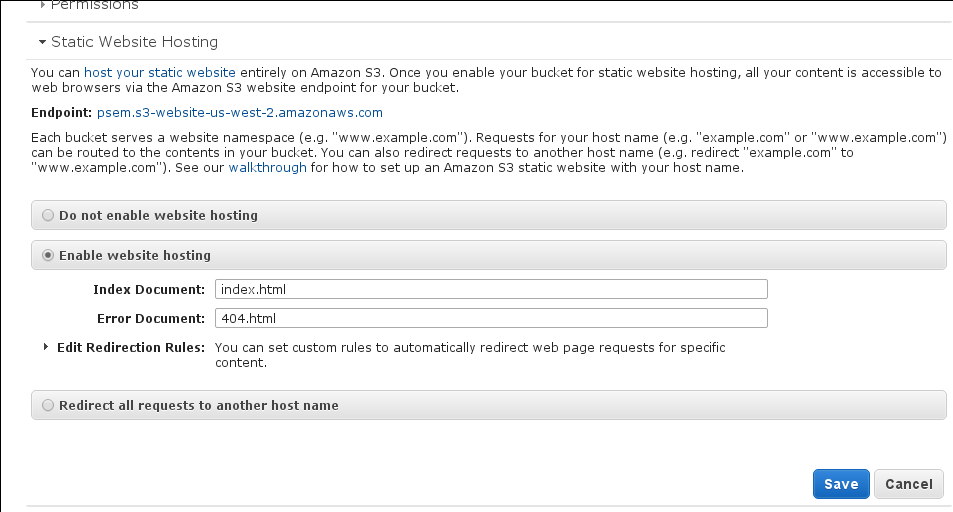 Permissions
Static Website Hosting
You can host your static website entirely on Amazon S3. Once you enable your bucket for static website hosting, all your content is accessible to
web browsers via the Amazon S3 website endpoint for your bucket.
Endpoint: psem.s3-website-us-west-2.amazonaws.com
Each bucket serves a website namespace (e.g. "www.example.com"). Requests for your host name (e.g. "example.com" or "www.example.com")
can be routed to the contents in your bucket. You can also redirect requests to another host name (e.g. redirect "example.com" to
"www.example.com"). See our walkthrough for how to set up an Amazon S3 static website with your host name.
Do not enable website hosting
Enable website hosting
Index Document: index.html
Error Document: 404.html
Edit Redirection Rules: You can set custom rules to automatically redirect web page requests for specific
content.
Redirect all requests to another host name
Save Cancel